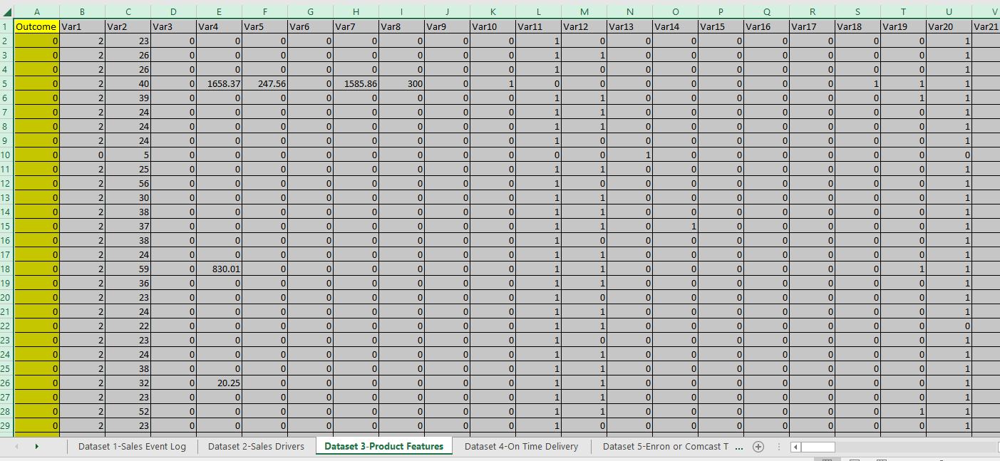 A B C D E F G H I J K L M N O P Q R S T U V
1 Outcome Var1 Var2 Var3 Var4 Var5 Var6 Var7 Var8 Var9 Var10 Var11 Var12 Var13 Var14 Var15 Var16 Var17 Var18 Var19 Var20 Var21
2 0 2 23 0 0 0 0 0 0 0 0 1 0 0 0 0 0 0 0 0 1
3 0 2 26 0 0 0 0 0 0 0 0 1 1 0 0 0 0 0 0 0 1
4 0 2 26 0 0 0 0 0 0 0 0 1 0 0 0 0 0 0 0 0 1
5 0 2 40 0 1658.37 247.56 0 1585.86 300 0 1 0 0 0 0 0 0 0 1 1 1
6 0 2 39 0 0 0 0 0 0 0 0 1 1 0 0 0 0 0 0 1 1
7 0 2 24 0 0 0 0 0 0 0 0 1 1 0 0 0 0 0 0 0 1
8 0 2 24 0 0 0 0 0 0 0 0 1 1 0 0 0 0 0 0 0 1
9 0 2 24 0 0 0 0 0 0 0 0 1 0 0 0 0 0 0 0 0 1
10 0 0 5 0 0 0 0 0 0 0 0 0 0 1 0 0 0 0 0 0 0
11 0 2 25 0 0 0 0 0 0 0 0 1 1 0 0 0 0 0 0 0 1
12 0 2 56 0 0 0 0 0 0 0 0 1 0 0 0 0 0 0 0 0 1
13 0 2 30 0 0 0 0 0 0 0 0 1 1 0 0 0 0 0 0 0 1
14 0 2 38 0 0 0 0 0 0 0 0 1 1 0 0 0 0 0 0 0 1
15 0 2 37 0 0 0 0 0 0 0 0 1 1 0 1 0 0 0 0 0 1
16 0 2 38 0 0 0 0 0 0 0 0 1 0 0 0 0 0 0 0 0 1
17 0 2 24 0 0 0 0 0 0 0 0 1 1 0 0 0 0 0 0 0 1
18 0 2 59 0 830.01 0 0 0 0 0 0 1 1 0 0 0 0 0 0 1 1
19 0 2 36 0 0 0 0 0 0 0 0 1 1 0 0 0 0 0 0 0 1
20 0 2 23 0 0 0 0 0 0 0 0 1 0 0 0 0 0 0 0 0 1
21 0 2 24 0 0 0 0 0 0 0 0 1 1 0 0 0 0 0 0 0 1
22 0 2 22 0 0 0 0 0 0 0 0 1 1 0 0 0 0 0 0 0 0
23 0 2 23 0 0 0 0 0 0 0 0 1 0 0 0 0 0 0 0 0 1
24 0 2 24 0 0 0 0 0 0 0 0 1 1 0 0 0 0 0 0 0 1
25 0 2 38 0 0 0 0 0 0 0 0 1 1 0 0 0 0 0 0 0 1
26 0 2 32 0 20.25 0 0 0 0 0 0 1 1 0 0 0 0 0 0 0 1
27 0 2 23 0 0 0 0 0 0 0 0 1 1 0 0 0 0 0 0 0 1
28 0 2 52 0 0 0 0 0 0 0 0 1 1 0 0 0 0 0 0 1 1
29 0 2 23 0 0 0 0 0 0 0 0 1 0 0 0 0 0 0 0 0 1
Dataset 1-Sales Event Log Dataset 2-Sales Drivers Dataset 3-Product Features Dataset 4-On Time Delivery Dataset 5-Enron or Comcast T ...